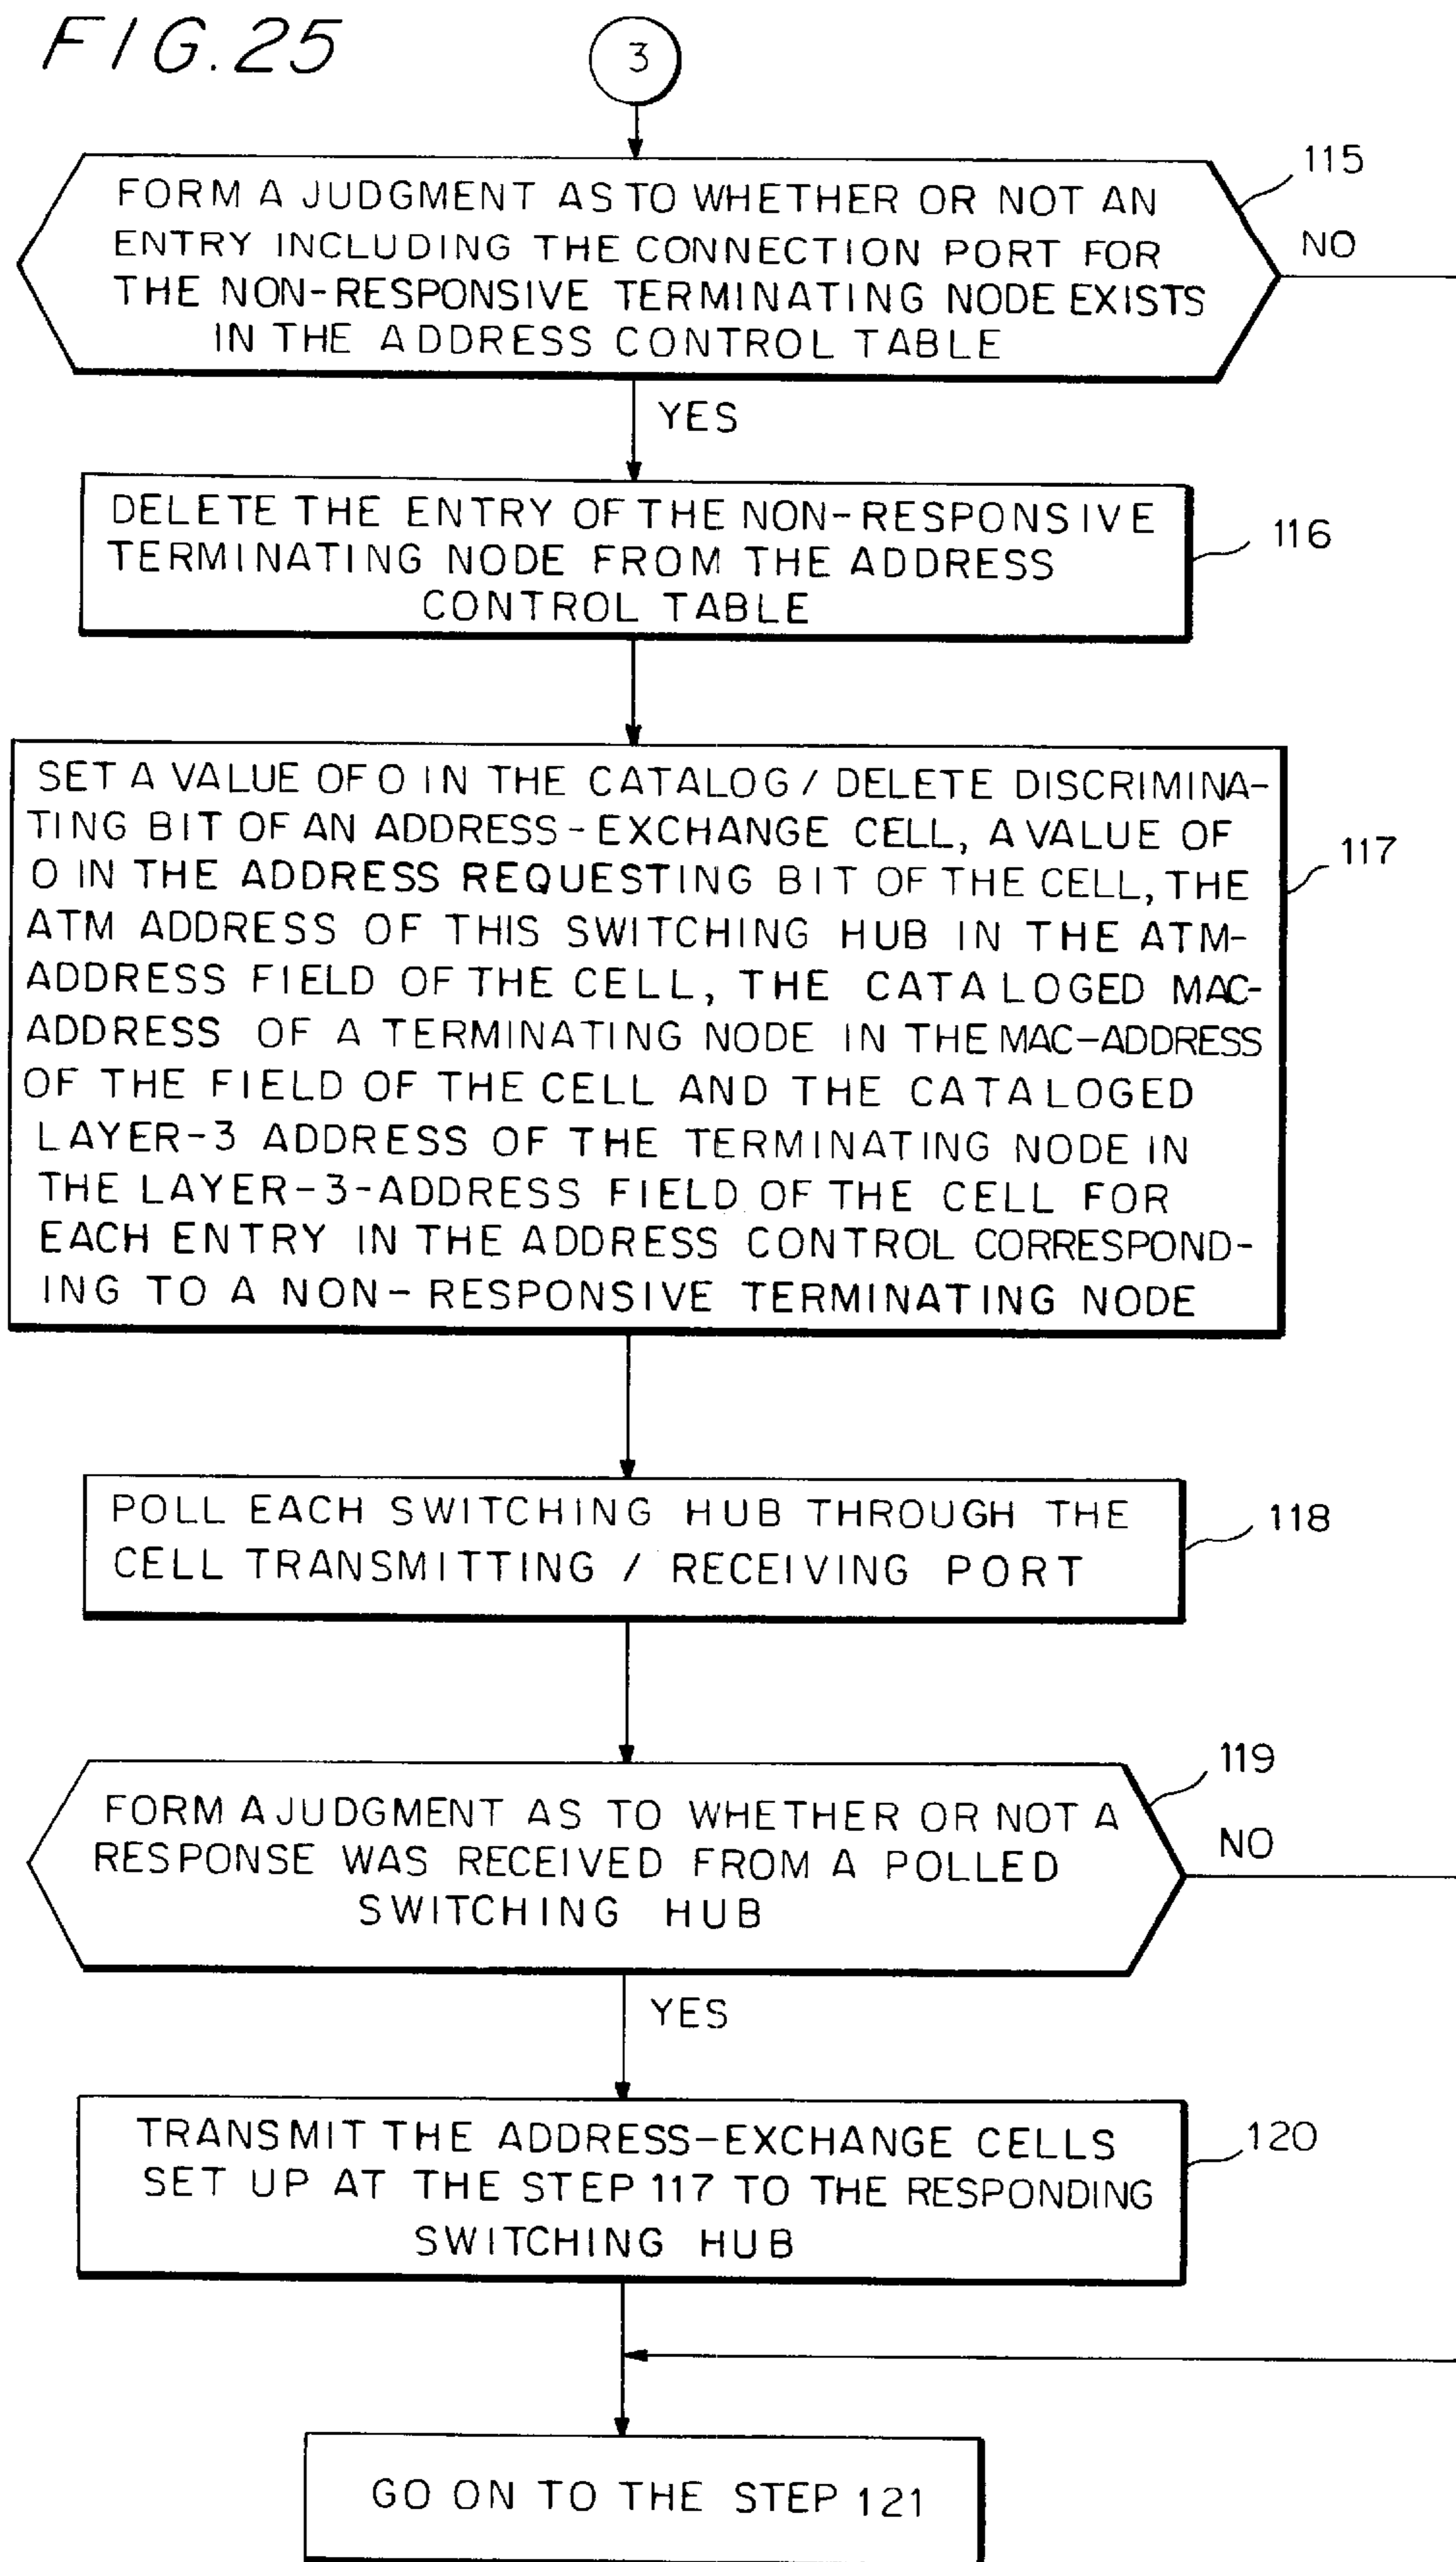 FIG.25
3
FORM A JUDGMENT AS TO WHETHER OR NOT AN
ENTRY INCLUDING THE CONNECTION PORT FOR
THE NON-RESPONSIVE TERMINATING NODE EXISTS
IN THE ADDRESS CONTROL TABLE
115
NO
YES
DELETE THE ENTRY OF THE NON-RESPONSIVE
TERMINATING NODE FROM THE ADDRESS
CONTROL TABLE
116
SET A VALUE OF 0 IN THE CATALOG / DELETE DISCRIMINA-
TING BIT OF AN ADDRESS-EXCHANGE CELL, A VALUE OF
0 IN THE ADDRESS REQUESTING BIT OF THE CELL, THE
ATM ADDRESS OF THIS SWITCHING HUB IN THE ATM-
ADDRESS FIELD OF THE CELL, THE CATALOGED MAC-
ADDRESS OF A TERMINATING NODE IN THE MAC-ADDRESS
OF THE FIELD OF THE CELL AND THE CATALOGED
LAYER-3 ADDRESS OF THE TERMINATING NODE IN
THE LAYER-3-ADDRESS FIELD OF THE CELL FOR
EACH ENTRY IN THE ADDRESS CONTROL CORRESPOND-
ING TO A NON-RESPONSIVE TERMINATING NODE
117
POLL EACH SWITCHING HUB THROUGH THE
CELL TRANSMITTING / RECEIVING PORT
118
FORM A JUDGMENT AS TO WHETHER OR NOT A
RESPONSE WAS RECEIVED FROM A POLLED
SWITCHING HUB
119
NO
YES
TRANSMIT THE ADDRESS-EXCHANGE CELLS
SET UP AT THE STEP 117 TO THE RESPONDING
SWITCHING HUB
120
GO ON TO THE STEP 121